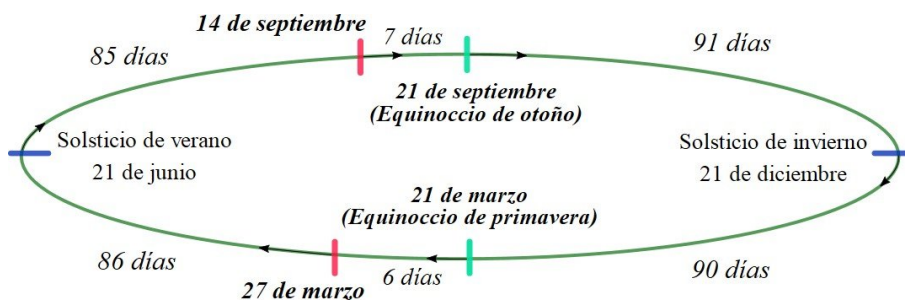 14 de septiembre
7 días
85 días
91 días
21 de septiembre
(Equinoccio de otoño)
Solsticio de verano
21 de junio
Solsticio de invierno
21 de diciembre
21 de marzo
(Equinoccio de primavera)
86 días
6 días
90 días
27 de marzo